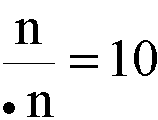 n
― = 10
•n